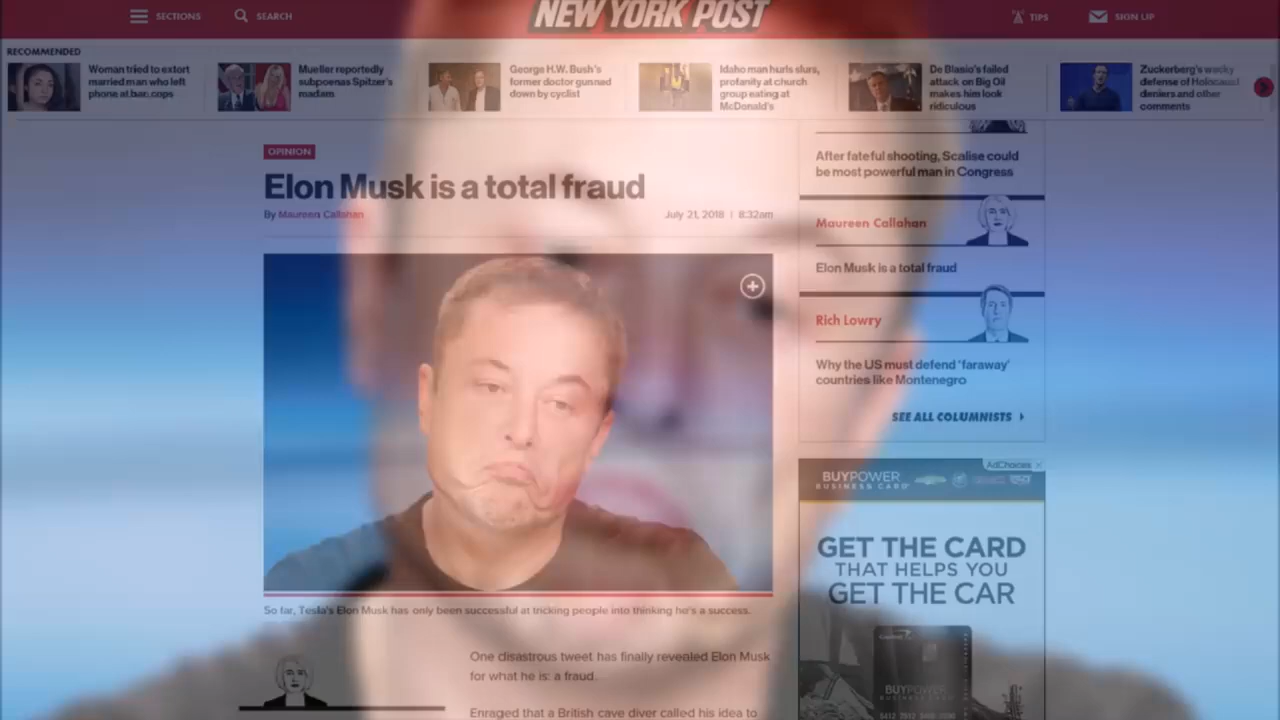 SECTIONS
SEARCH
NEW YORK POST
TIPS
SIGN UP
RECOMMENDED
Woman tried to extort
married man who left
phone at bar: cops
Mueller reportedly
subpoenas Spitzer's
madam
George H.W. Bush's
former doctor gunned
down by cyclist
Idaho man hurls slurs,
profanity at church
group eating at
McDonald's
De Blasio's failed
attack on Big Oil
makes him look
ridiculous
Zuckerberg's wacky
defense of Holocaust
deniers and other
comments
OPINION
Elon Musk is a total fraud
By Maureen Callahan
July 21, 2018 | 8:32am
So far, Tesla's Elon Musk has only been successful at tricking people into thinking he's a success.
One disastrous tweet has finally revealed Elon Musk
for what he is: a fraud.
Enraged that a British cave diver called his idea to
After fateful shooting, Scalise could
be most powerful man in Congress
Maureen Callahan
Elon Musk is a total fraud
Rich Lowry
Why the US must defend 'faraway'
countries like Montenegro
SEE ALL COLUMNISTS
AdChoices
BUYPOWER
BUSINESS CARD
GET THE CARD
THAT HELPS YOU
GET THE CAR
BUYPOWER